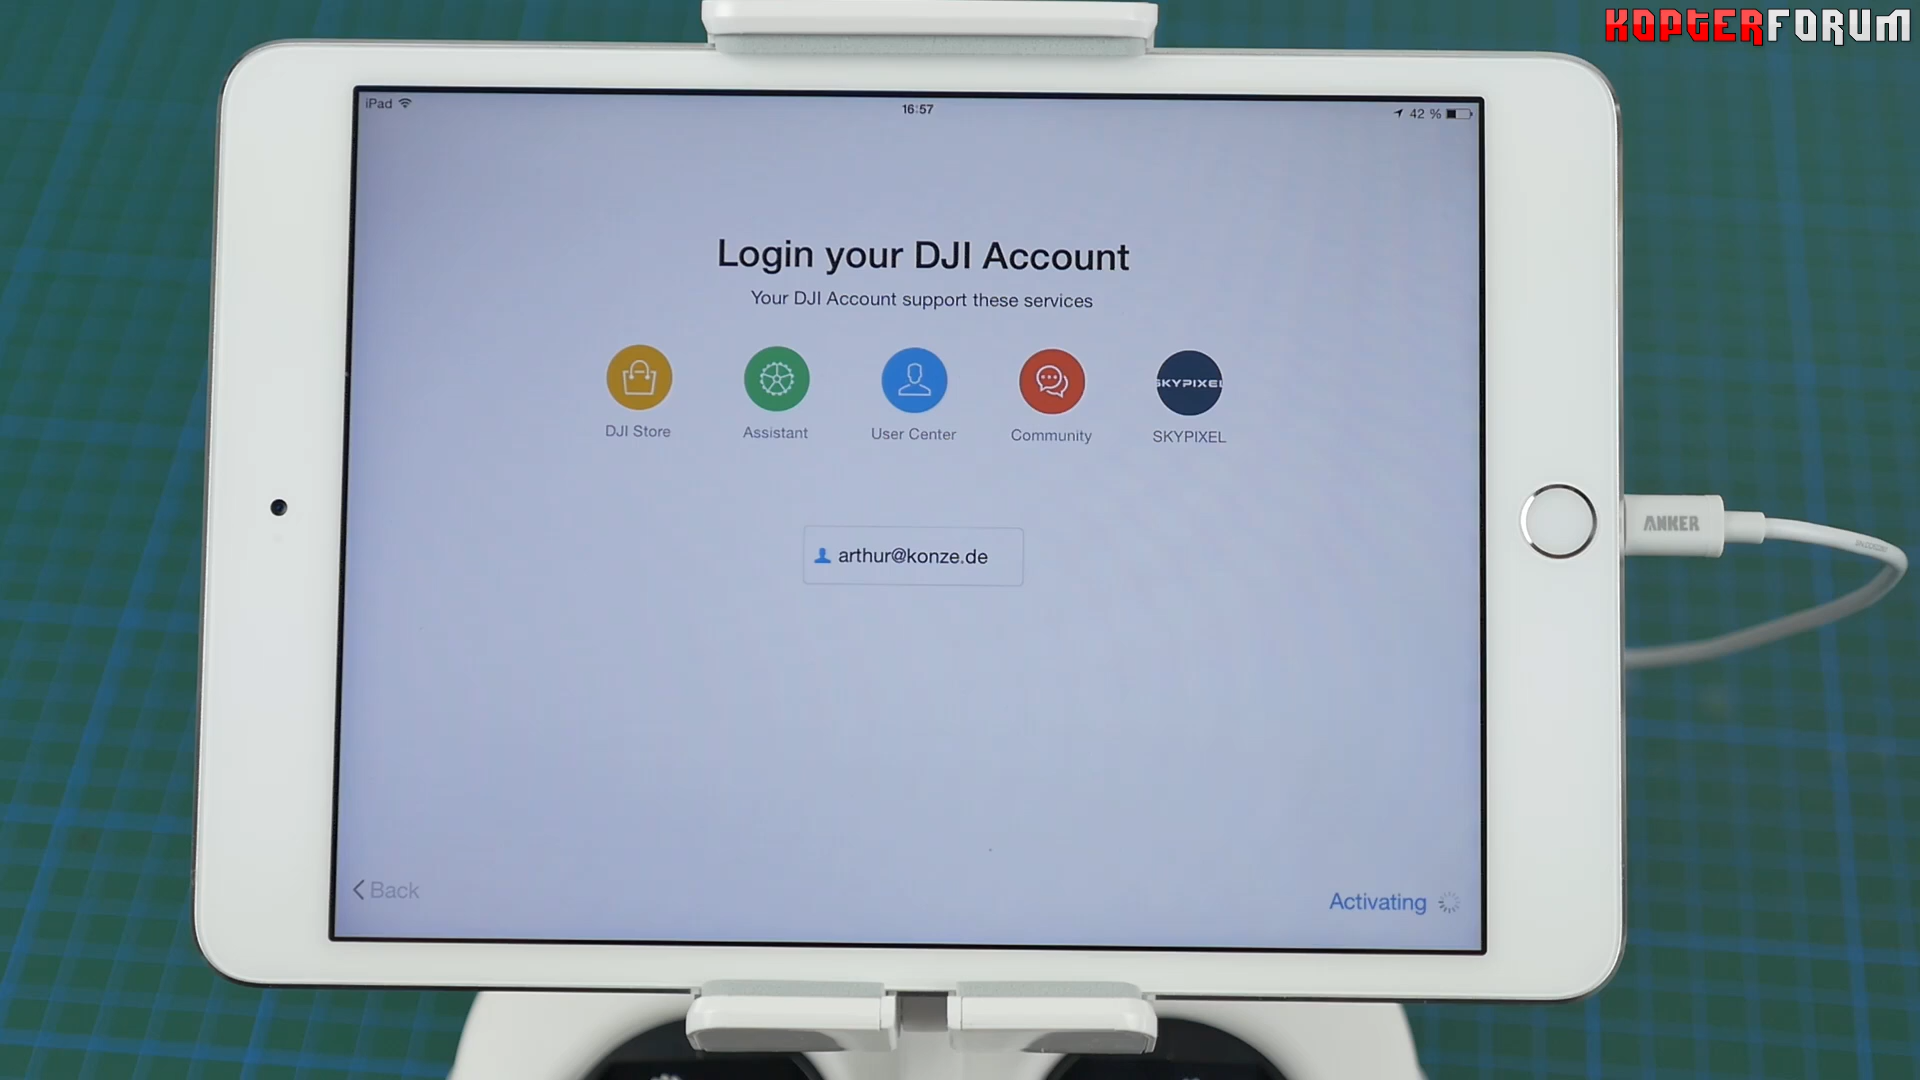 KOPTERFORUM
iPad
16:57
42 %
Login your DJI Account
Your DJI Account support these services
SKYPIXEL
DJI Store
Assistant
User Center
Community
SKYPIXEL
arthur@konze.de
ANKER
Back
Activating